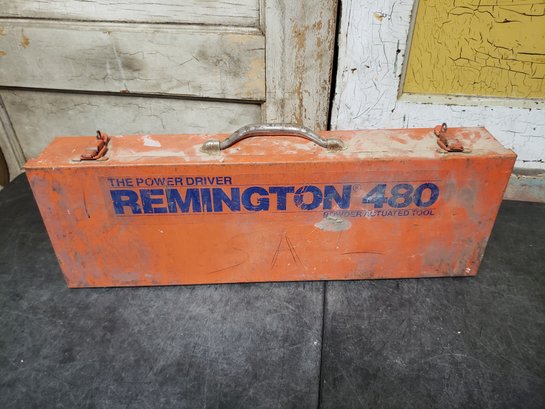 THE POWER DRIVER
REMINGTON® 480
POWDER ACTUATED TOOL